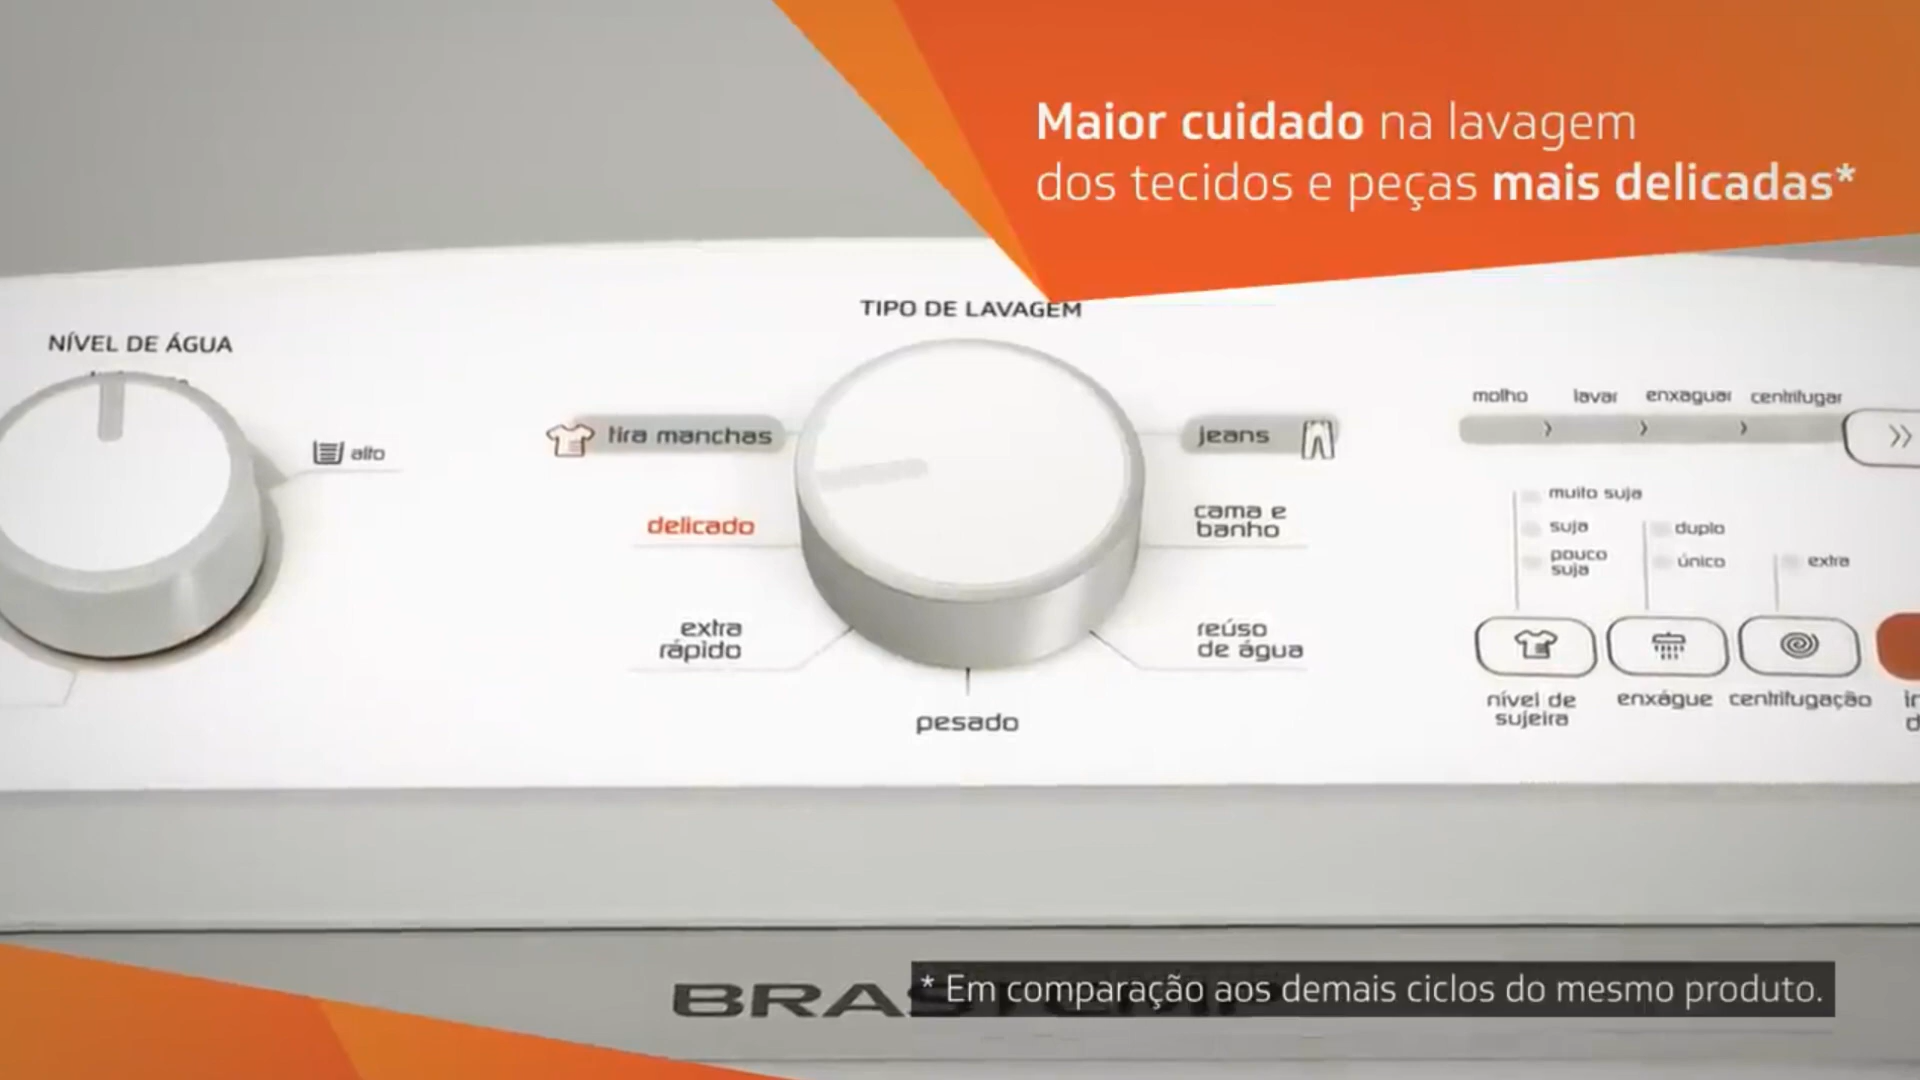 Maior cuidado na lavagem
dos tecidos e peças mais delicadas*
TIPO DE LAVAGEM
NÍVEL DE ÁGUA
alto
tira manchas
jeans
delicado
cama e
banho
extra
rápido
reúso
de água
pesado
molho
lavar
enxaguar
centrifugar
muito suja
suja
pouco
suja
duplo
único
extra
nível de
sujeira
enxágue
centrifugação
* Em comparação aos demais ciclos do mesmo produto.